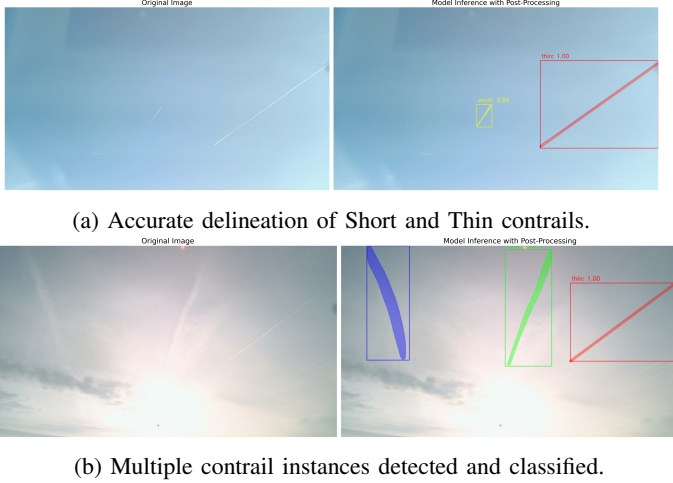 Original Image
Model Inference with Post-Processing
thin: 1.00
(a) Accurate delineation of Short and Thin contrails.
Original Image
Model Inference with Post-Processing
thin: 1.00
(b) Multiple contrail instances detected and classified.